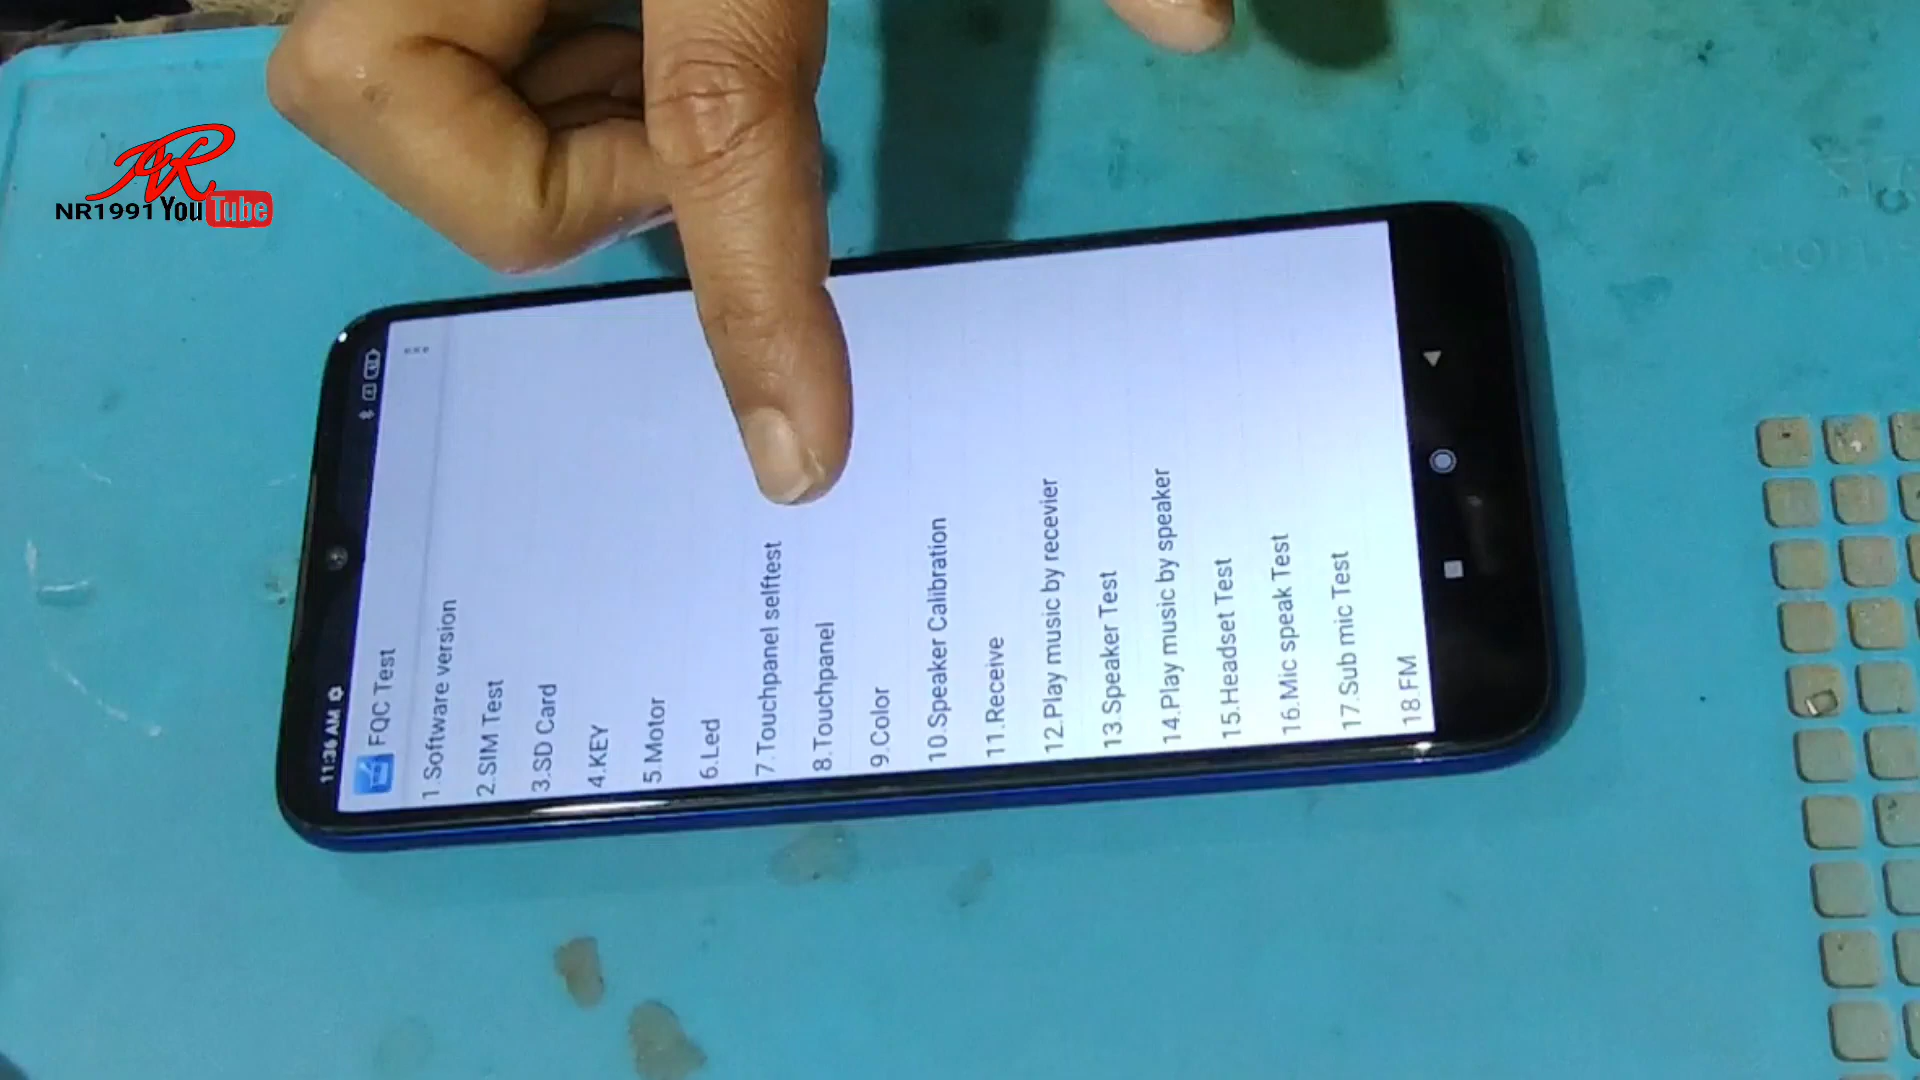 NR1991 YouTube
11:36 AM
FQC Test
1.Software version
2.SIM Test
3.SD Card
4.KEY
5.Motor
6.Led
7.Touchpanel selftest
8.Touchpanel
9.Color
10.Speaker Calibration
11.Receive
12.Play music by recevier
13.Speaker Test
14.Play music by speaker
15.Headset Test
16.Mic speak Test
17.Sub mic Test
18.FM